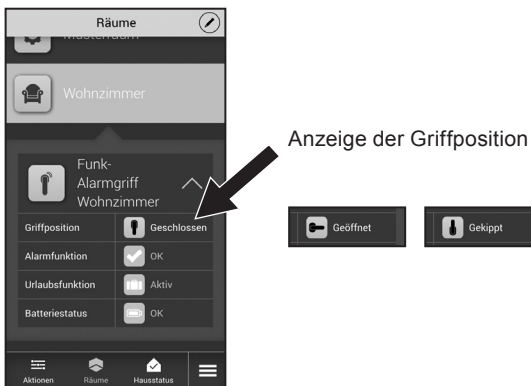 Räume
Musterraum
Wohnzimmer
Funk-
Alarmgriff
Wohnzimmer
Griffposition Geschlossen
Alarmfunktion OK
Urlaubsfunktion Aktiv
Batteriestatus OK
Aktionen Räume Hausstatus
Anzeige der Griffposition
Geöffnet Gekippt